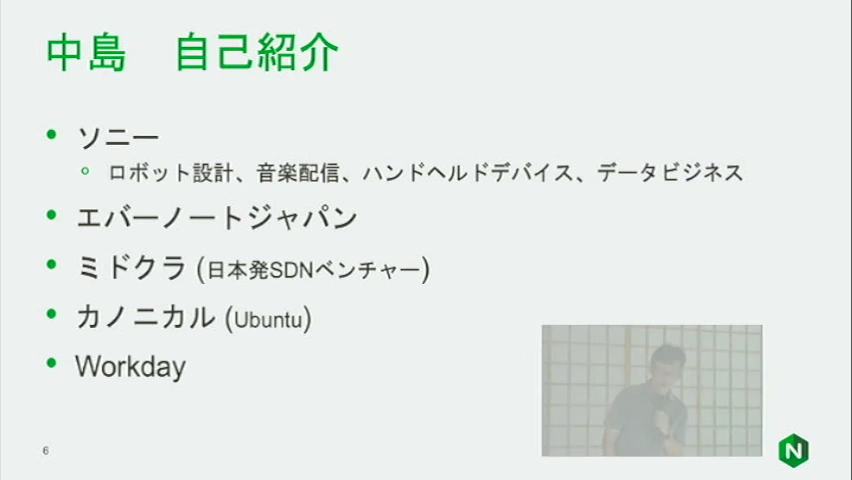 中島　自己紹介
• ソニー
○ ロボット設計、音楽配信、ハンドヘルドデバイス、データビジネス
• エバーノートジャパン
• ミドクラ (日本発SDNベンチャー)
• カノニカル (Ubuntu)
• Workday
6
N